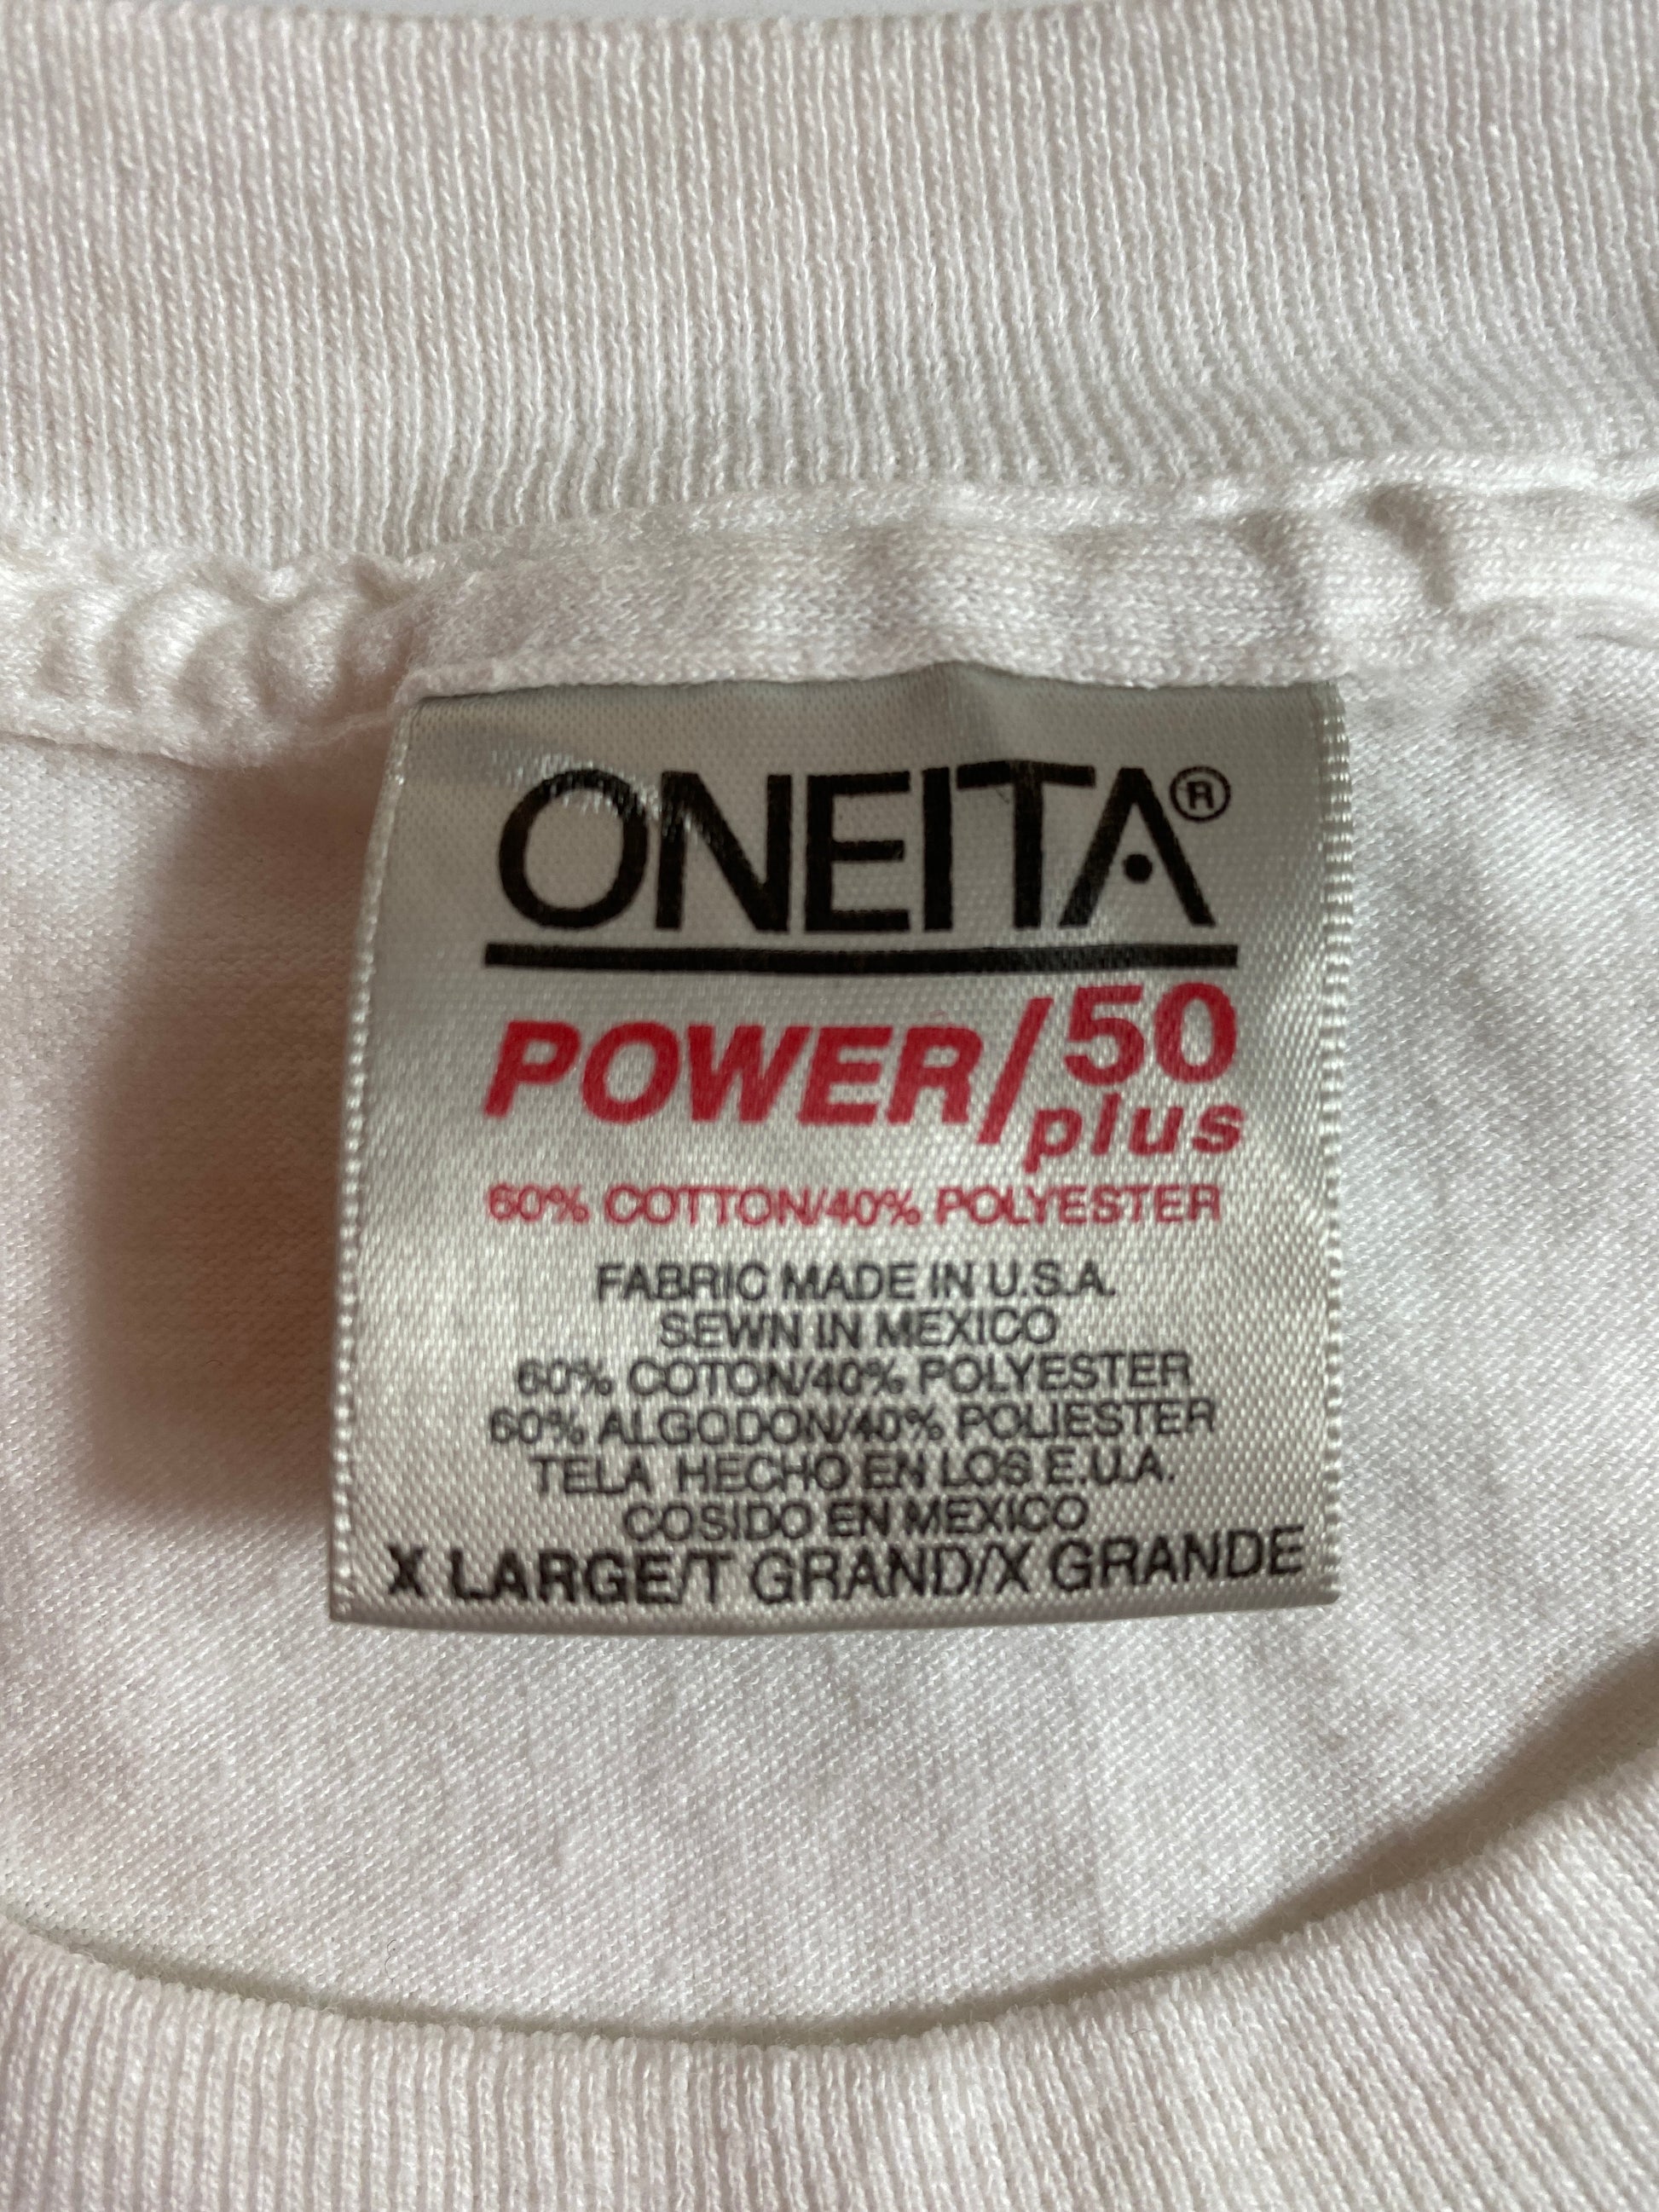 ONEITA®
POWER/50
plus
60% COTTON/40% POLYESTER
FABRIC MADE IN U.S.A.
SEWN IN MEXICO
60% COTON/40% POLYESTER
60% ALGODON/40% POLIESTER
TELA HECHO EN LOS E.U.A.
COSIDO EN MEXICO
X LARGE/T GRAND/X GRANDE